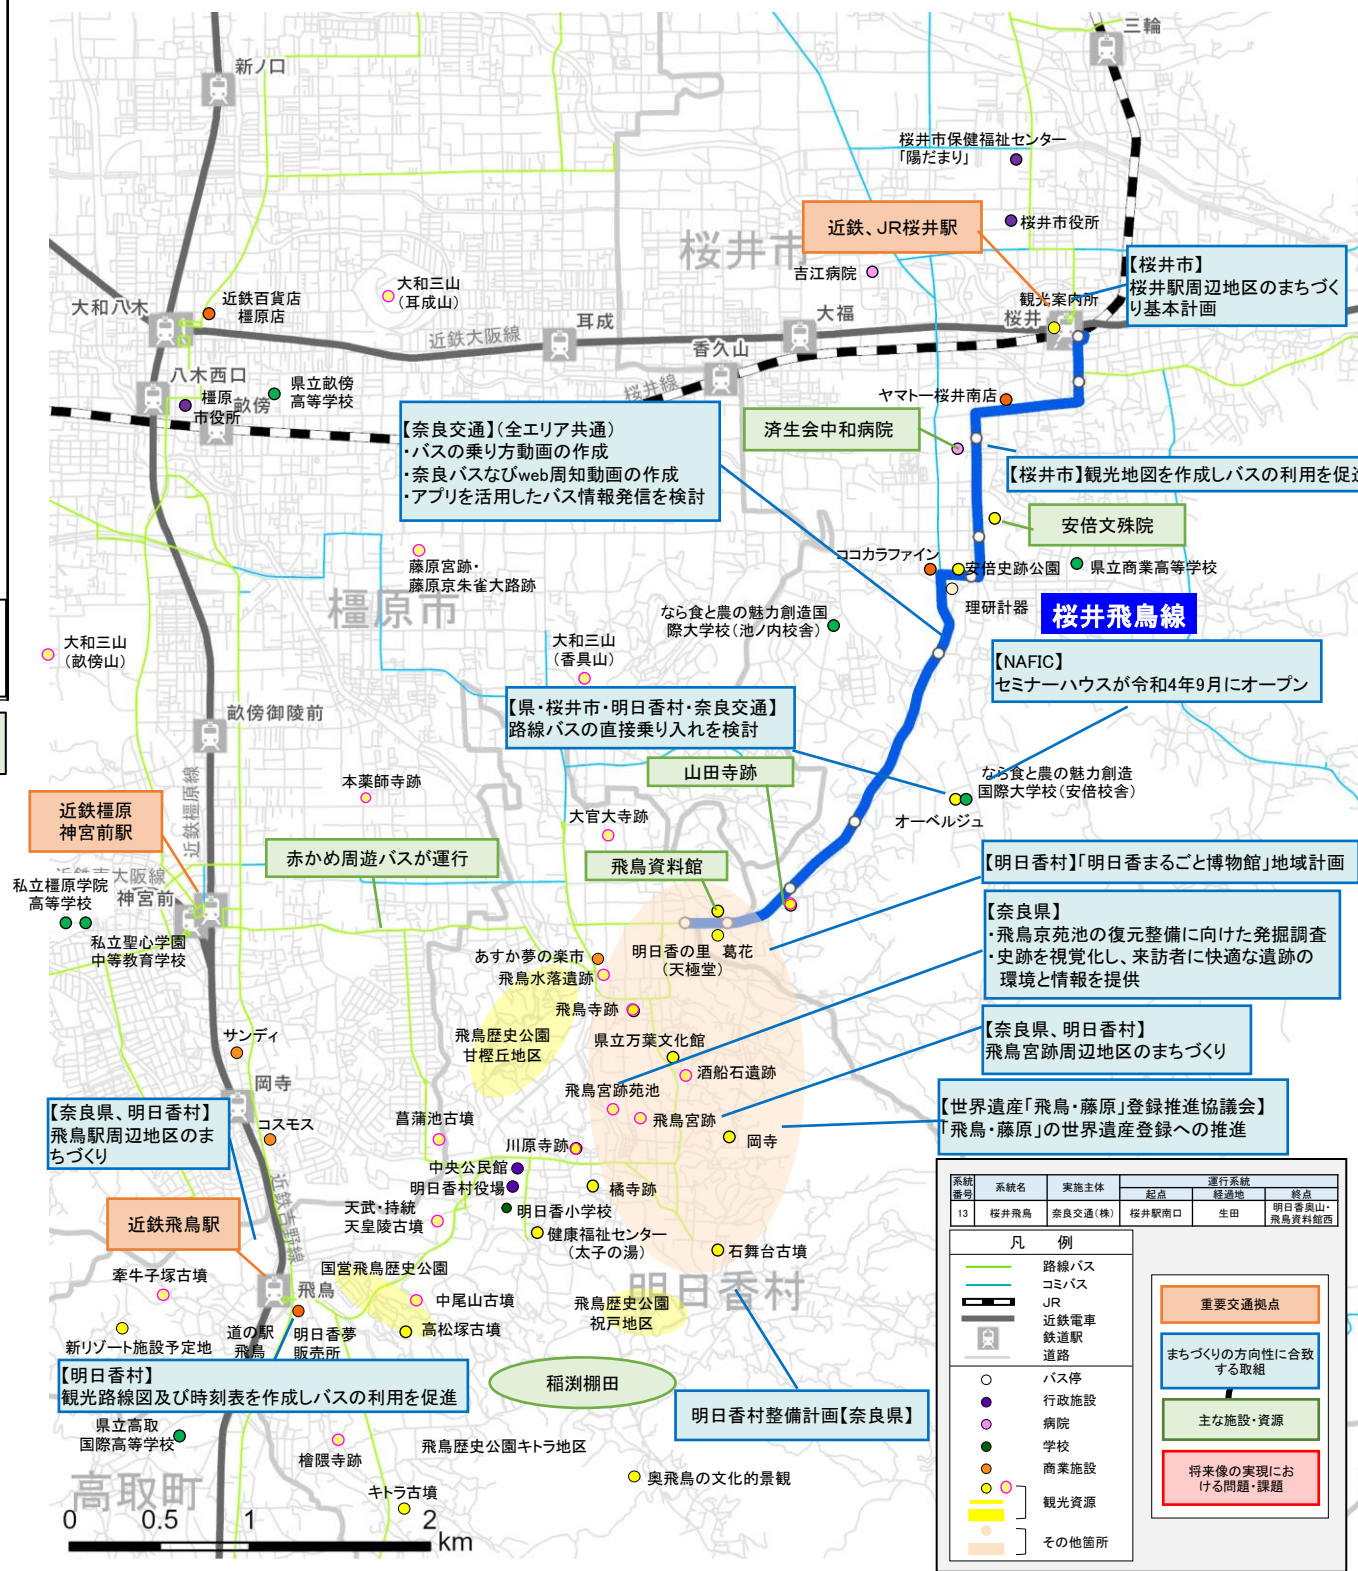 三輪
新ノ口
桜井市保健福祉センター
「陽だまり」
近鉄、JR桜井駅
桜井市役所
桜井市
吉江病院
【桜井市】
桜井駅周辺地区のまちづく
り基本計画
大和三山
(耳成山)
大和八木
近鉄百貨店
橿原店
観光案内所
桜井
大福
耳成
近鉄大阪線
香久山
桜井線
八木西口
橿原
市役所
畝傍
県立畝傍
高等学校
ヤマトー桜井南店
【奈良交通】(全エリア共通)
・バスの乗り方動画の作成
・奈良バスなびweb周知動画の作成
・アプリを活用したバス情報発信を検討
済生会中和病院
【桜井市】観光地図を作成しバスの利用を促進
安倍文殊院
ココカラファイン
安倍史跡公園
県立商業高等学校
藤原宮跡・
藤原京朱雀大路跡
理研計器
橿原市
桜井飛鳥線
なら食と農の魅力創造国
際大学校(池ノ内校舎)
大和三山
(畝傍山)
大和三山
(香具山)
【NAFIC】
セミナーハウスが令和4年9月にオープン
【県・桜井市・明日香村・奈良交通】
路線バスの直接乗り入れを検討
畝傍御陵前
近鉄橿原線
本薬師寺跡
山田寺跡
なら食と農の魅力創造
国際大学校(安倍校舎)
オーベルジュ
近鉄橿原
神宮前駅
大官大寺跡
赤かめ周遊バスが運行
飛鳥資料館
【明日香村】「明日香まるごと博物館」地域計画
近鉄南大阪線
神宮前
私立橿原学院
高等学校
私立聖心学園
中等教育学校
【奈良県】
・飛鳥京苑池の復元整備に向けた発掘調査
・史跡を視覚化し、来訪者に快適な遺跡の
環境と情報を提供
あすか夢の楽市
明日香の里 葛花
(天極堂)
飛鳥水落遺跡
飛鳥寺跡
飛鳥歴史公園
甘樫丘地区
県立万葉文化館
サンディ
【奈良県、明日香村】
飛鳥宮跡周辺地区のまちづくり
酒船石遺跡
岡寺
飛鳥宮跡苑池
【奈良県、明日香村】
飛鳥駅周辺地区のま
ちづくり
コスモス
菖蒲池古墳
飛鳥宮跡
【世界遺産「飛鳥・藤原」登録推進協議会】
「飛鳥・藤原」の世界遺産登録への推進
岡寺
川原寺跡
中央公民館
明日香村役場
橘寺跡
近鉄吉野線
天武・持統
天皇陵古墳
明日香小学校
近鉄飛鳥駅
健康福祉センター
(太子の湯)
石舞台古墳
牽牛子塚古墳
飛鳥
国営飛鳥歴史公園
明日香村
中尾山古墳
飛鳥歴史公園
祝戸地区
新リゾート施設予定地
道の駅
飛鳥
明日香夢
販売所
高松塚古墳
【明日香村】
観光路線図及び時刻表を作成しバスの利用を促進
稲渕棚田
明日香村整備計画【奈良県】
県立高取
国際高等学校
檜隈寺跡
飛鳥歴史公園キトラ地区
高取町
キトラ古墳
奥飛鳥の文化的景観
0 0.5 1 2
km
系統番号 系統名 実施主体 運行系統
起点 経過地 終点
13 桜井飛鳥 奈良交通(株) 桜井駅南口 生田 明日香奥山・飛鳥資料館西
凡 例
路線バス
コミバス
JR
近鉄電車
鉄道駅
道路
バス停
行政施設
病院
学校
商業施設
観光資源
その他箇所
重要交通拠点
まちづくりの方向性に合致
する取組
主な施設・資源
将来像の実現にお
ける問題・課題